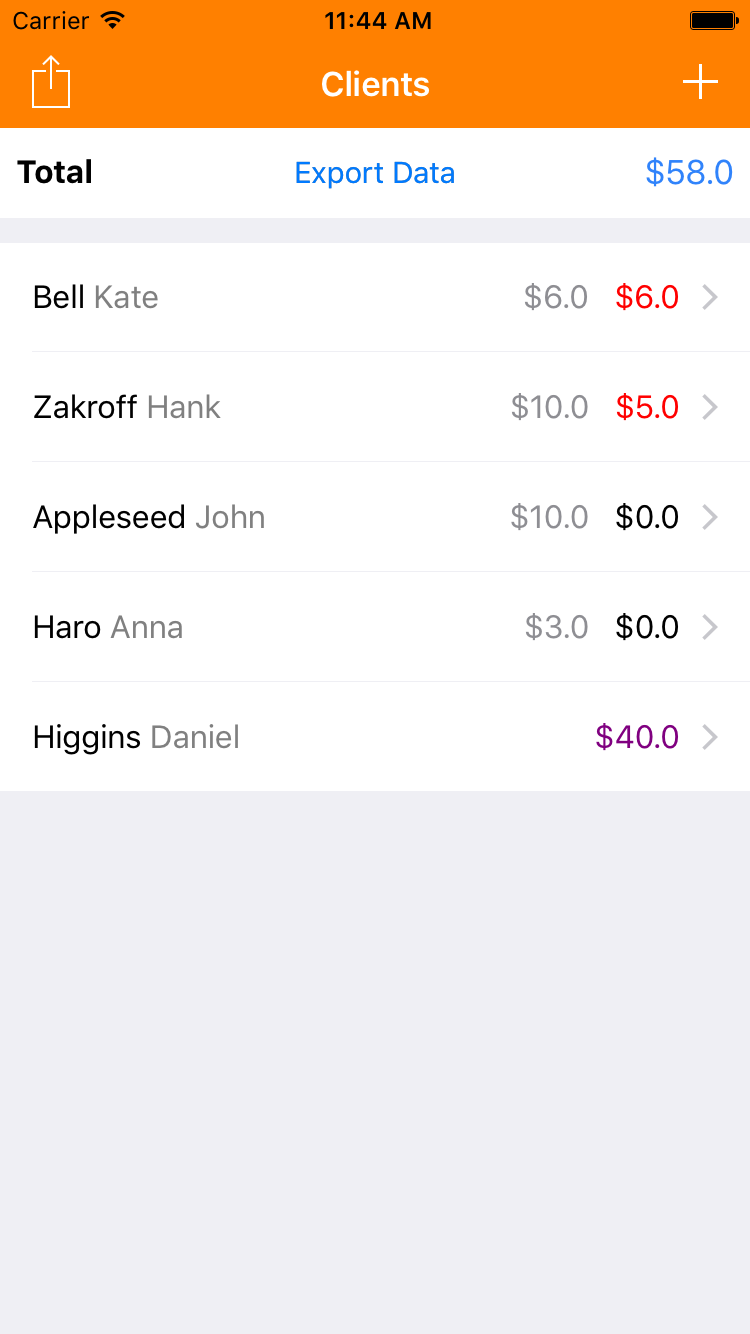 Carrier 11:44 AM
Clients
Total Export Data $58.0
Bell Kate $6.0 $6.0
Zakroff Hank $10.0 $5.0
Appleseed John $10.0 $0.0
Haro Anna $3.0 $0.0
Higgins Daniel $40.0